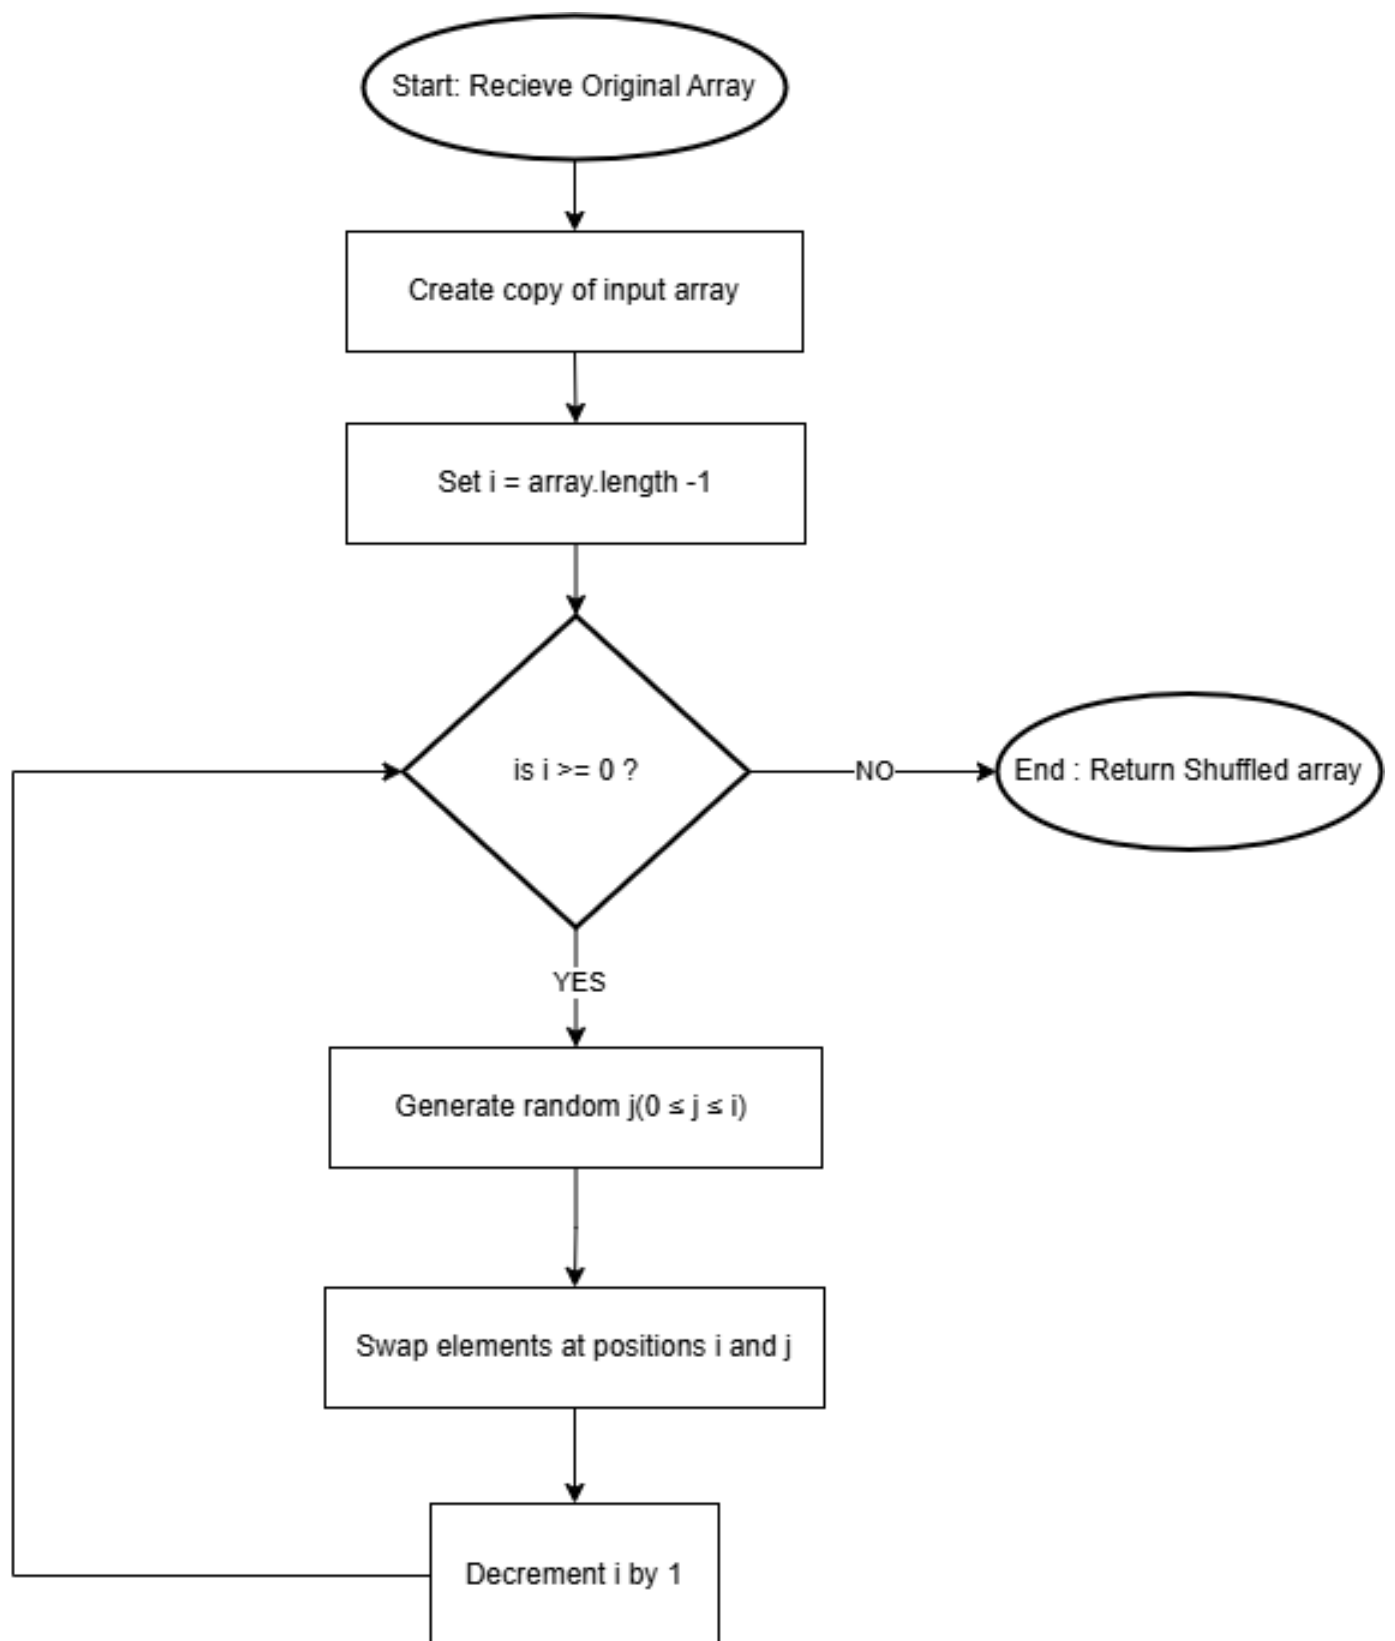 Start: Recieve Original Array
Create copy of input array
Set i = array.length -1
is i >= 0 ?
NO
End : Return Shuffled array
YES
Generate random j(0 ≤ j ≤ i)
Swap elements at positions i and j
Decrement i by 1